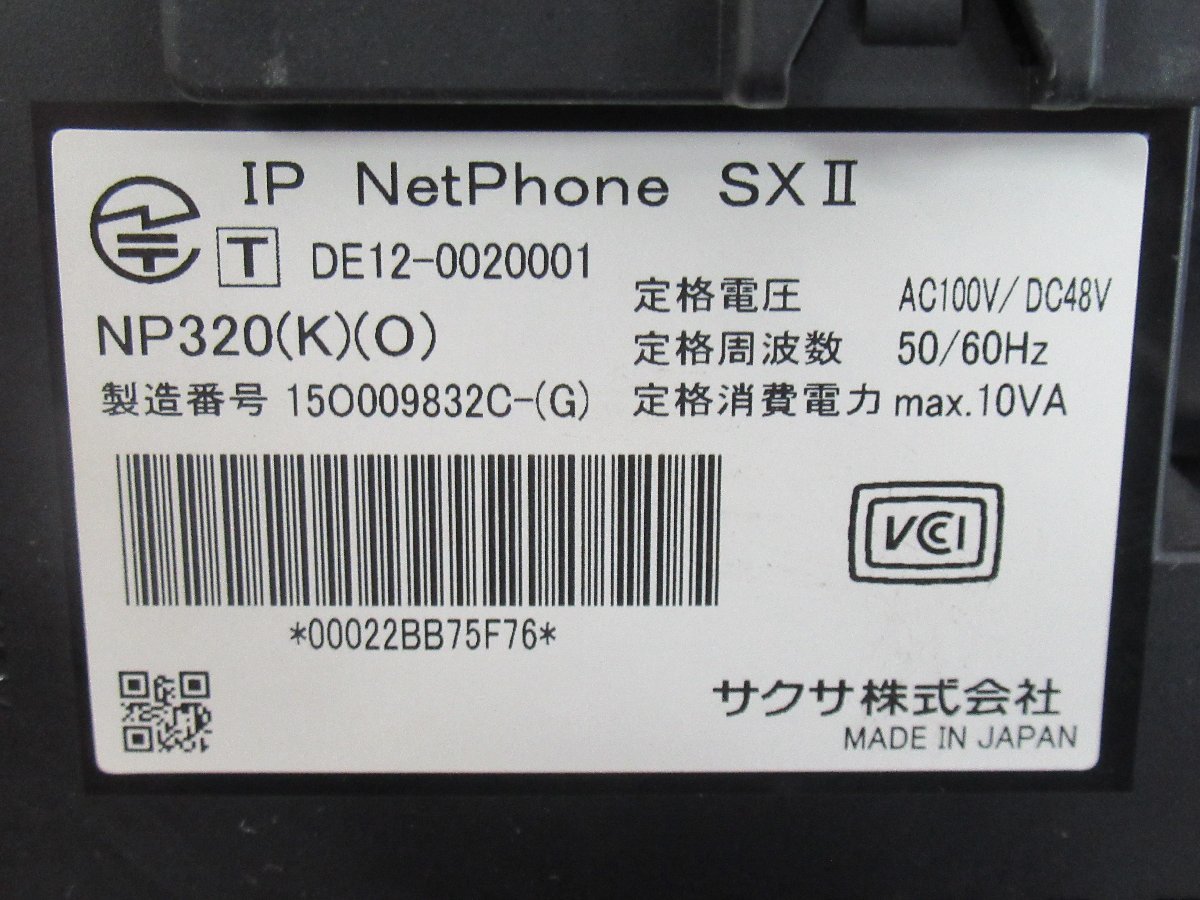 IP NetPhone SXⅡ
T DE12-0020001
NP320(K)(O)
製造番号 15O009832C-(G)
定格電圧 AC100V/DC48V
定格周波数 50/60Hz
定格消費電力 max.10VA
*00022BB75F76*
VCCI
サクサ株式会社
MADE IN JAPAN